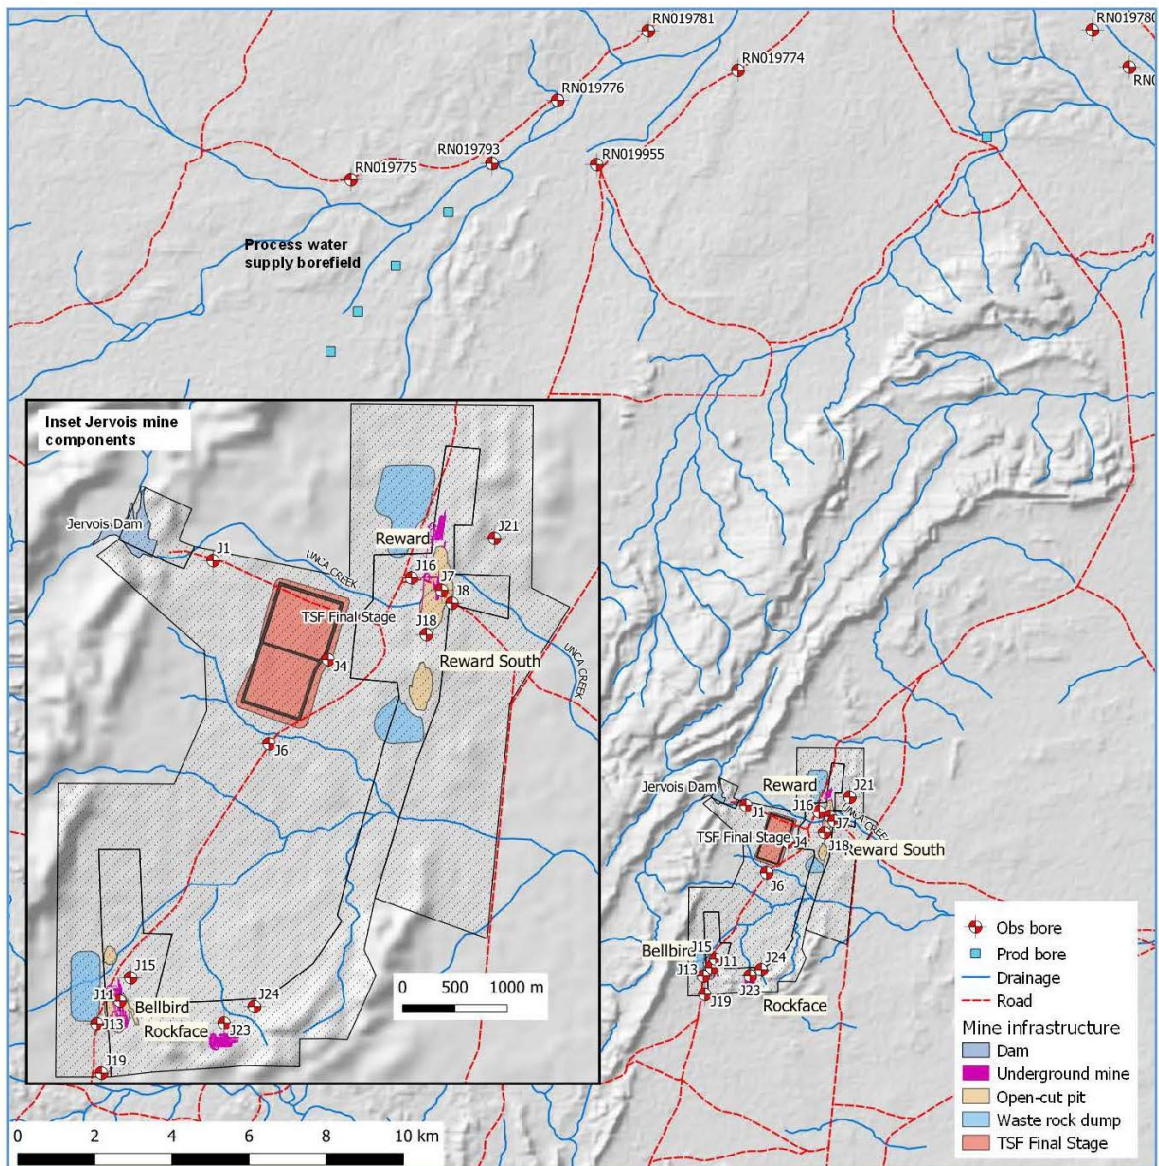 RN019781
RN019780
RN019774
RN019776
RN019793
RN019955
RN019775
Process water
supply borefield
Inset Jervois mine
components
Jervois Dam
J1
UNCA CREEK
Reward
J21
J16
J7
J8
TSF Final Stage
J18
J4
Reward South
UNCA CREEK
J6
J15
J11
Bellbird
J24
J13
Rockface
J23
J19
0 500 1000 m
Jervois Dam
Reward
J21
J1
J16
UNCA CREEK
J7
TSF Final Stage
J4
J18
Reward South
J6
Bellbird
J15
J11
J24
J13
J23
J19
Rockface
Obs bore
Prod bore
Drainage
Road
Mine infrastructure
Dam
Underground mine
Open-cut pit
Waste rock dump
TSF Final Stage
0 2 4 6 8 10 km